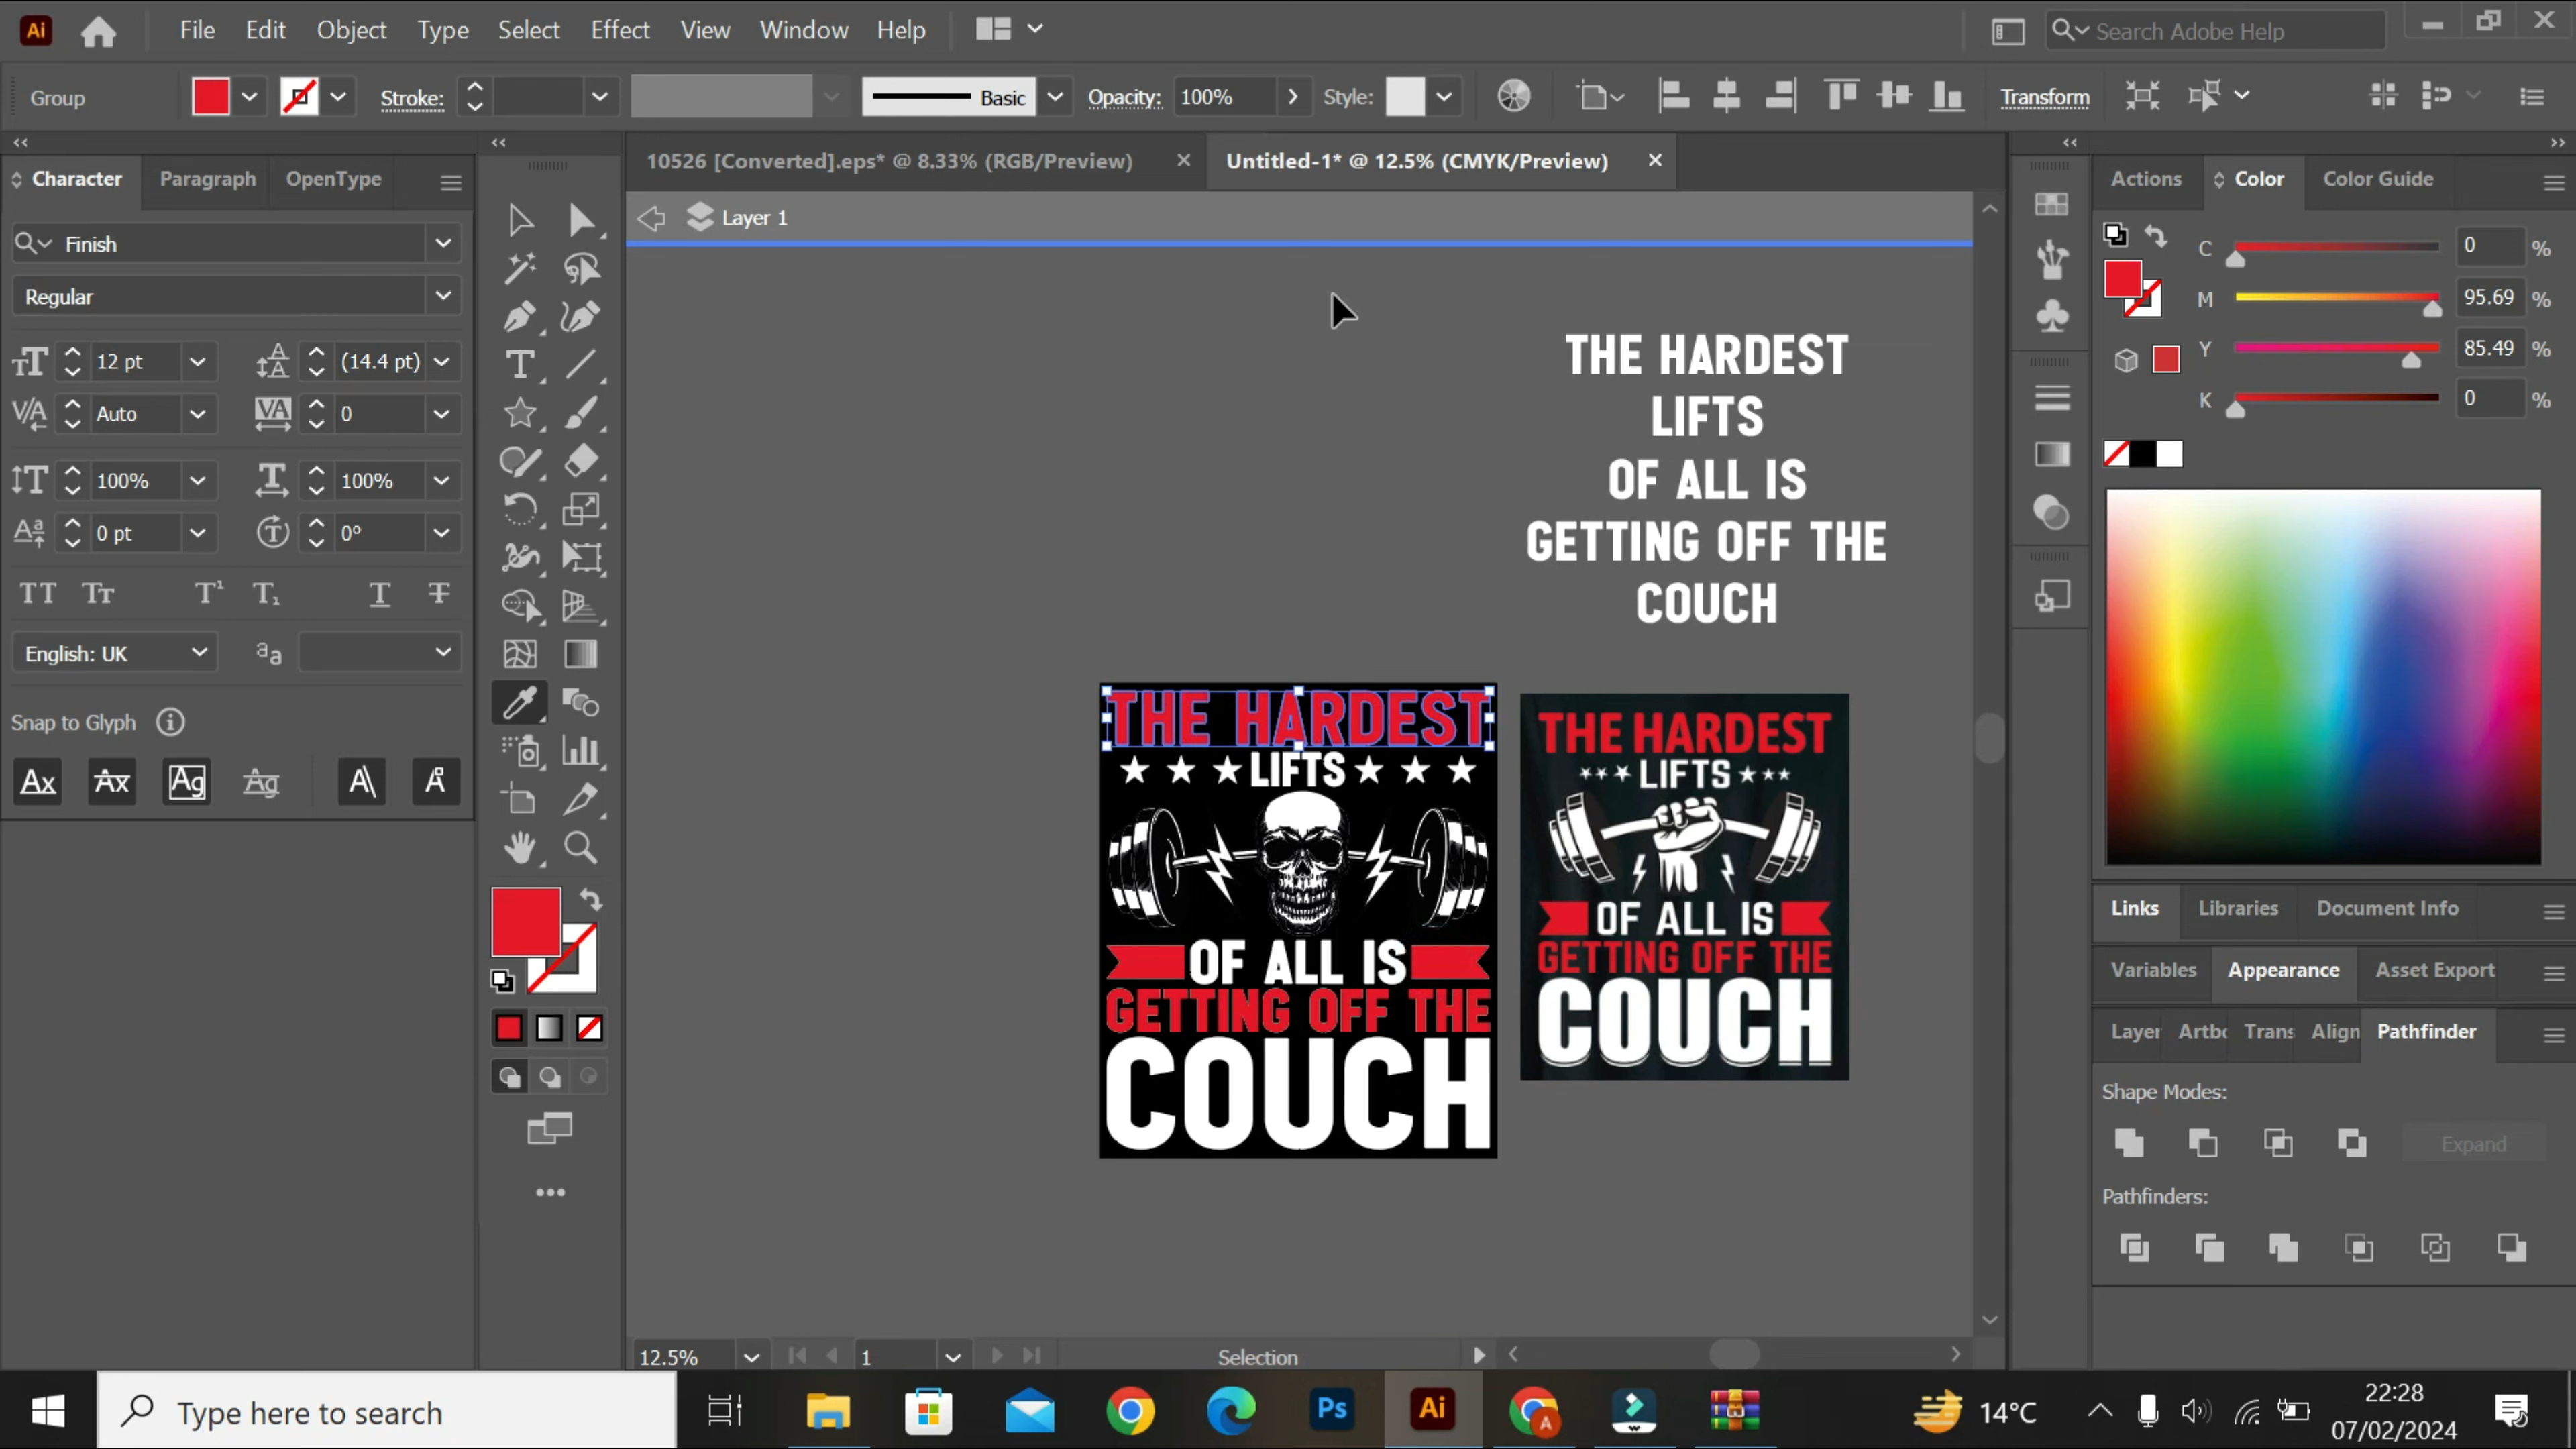 Ai File Edit Object Type Select Effect View Window Help Search Adobe Help
Group Stroke: Basic Opacity: 100% Style: Transform
Character Paragraph OpenType
Finish
Regular
12 pt (14.4 pt)
Auto 0
100% 100%
0 pt 0°
English: UK
Snap to Glyph
10526 [Converted].eps* @ 8.33% (RGB/Preview) Untitled-1* @ 12.5% (CMYK/Preview)
Layer 1
THE HARDEST
LIFTS
OF ALL IS
GETTING OFF THE
COUCH
THE HARDEST
LIFTS
OF ALL IS
GETTING OFF THE
COUCH
THE HARDEST
LIFTS
OF ALL IS
GETTING OFF THE
COUCH
12.5% 1 Selection
Actions Color Color Guide
C 0 %
M 95.69 %
Y 85.49 %
K 0 %
Links Libraries Document Info
Variables Appearance Asset Export
Layer Artbo Trans Align Pathfinder
Shape Modes:
Expand
Pathfinders:
Type here to search
Ps Ai
14°C
22:28
07/02/2024